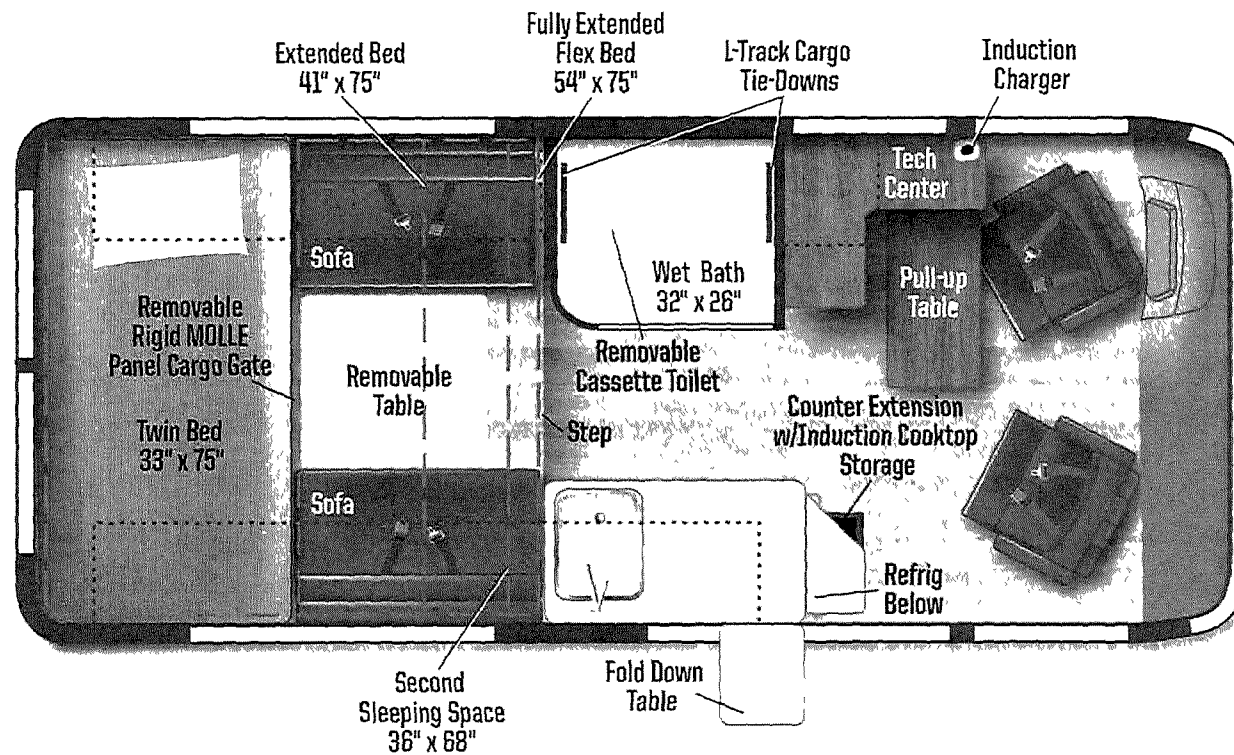 Extended Bed
41" x 75"
Fully Extended
Flex Bed
54" x 75"
L-Track Cargo
Tie-Downs
Induction
Charger
Tech
Center
Sofa
Wet Bath
32" x 26"
Pull-up
Table
Removable
Rigid MOLLE
Panel Cargo Gate
Removable
Table
Removable
Cassette Toilet
Twin Bed
33" x 75"
Step
Counter Extension
w/Induction Cooktop
Storage
Sofa
Refrig
Below
Second
Sleeping Space
36" x 68"
Fold Down
Table